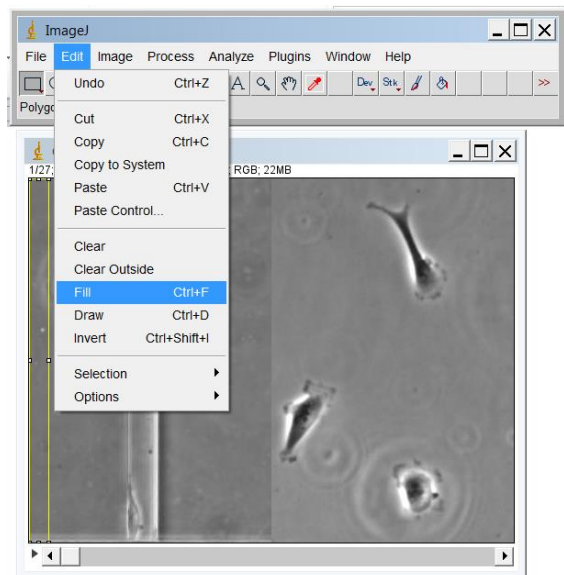 ImageJ
File Edit Image Process Analyze Plugins Window Help
A Dev Stk >>
Undo Ctrl+Z
Cut Ctrl+X
Copy Ctrl+C
Copy to System
Paste Ctrl+V
Paste Control...
Clear
Clear Outside
Fill Ctrl+F
Draw Ctrl+D
Invert Ctrl+Shift+I
Selection
Options
1/27; RGB; 22MB